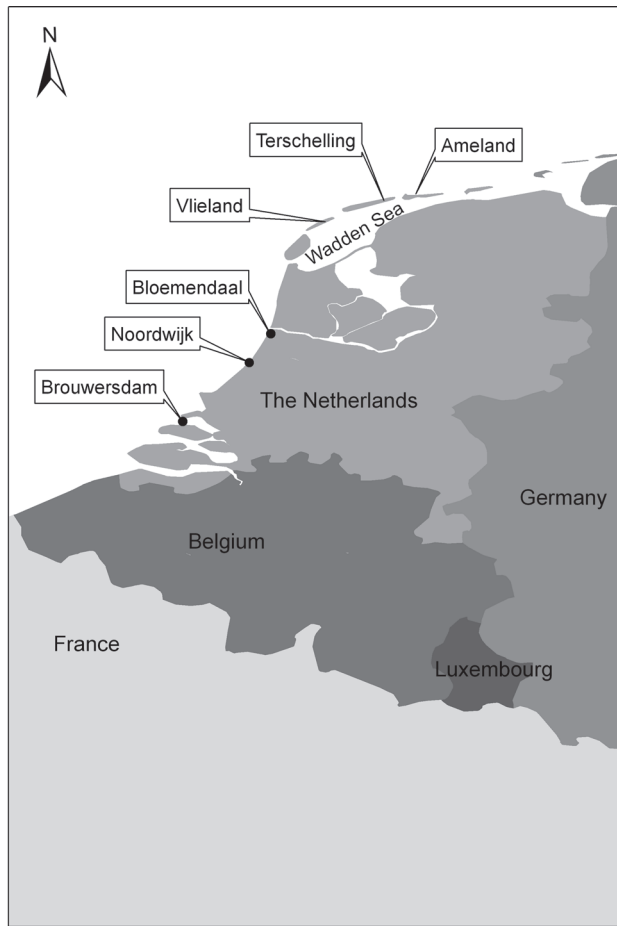 N
Terschelling
Ameland
Vlieland
Wadden Sea
Bloemendaal
Noordwijk
Brouwersdam
The Netherlands
Germany
Belgium
France
Luxembourg